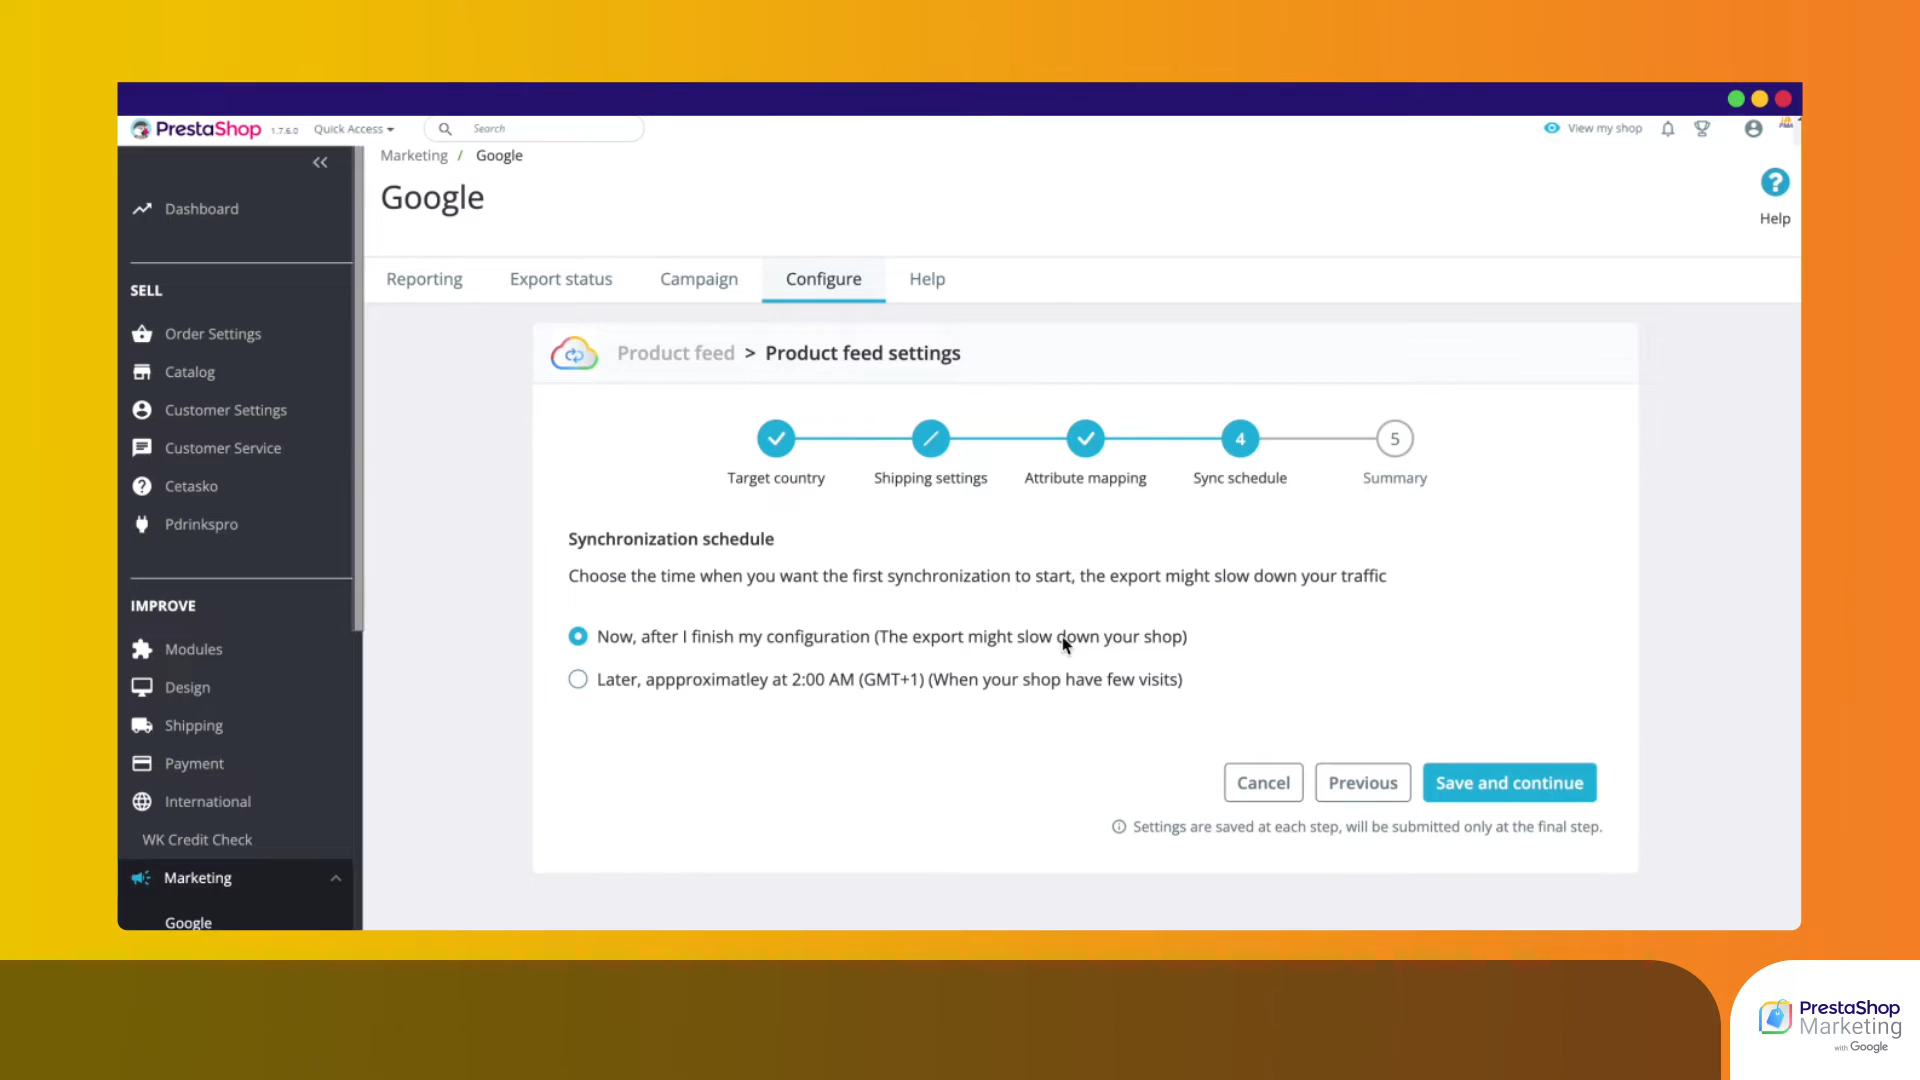 PrestaShop 1.7.6.0 Quick Access Search View my shop
Marketing / Google
Google
Help
Dashboard
SELL
Order Settings
Catalog
Customer Settings
Customer Service
Cetasko
Pdrinkspro
IMPROVE
Modules
Design
Shipping
Payment
International
WK Credit Check
Marketing
Google
Reporting Export status Campaign Configure Help
Product feed > Product feed settings
4 5
Target country Shipping settings Attribute mapping Sync schedule Summary
Synchronization schedule
Choose the time when you want the first synchronization to start, the export might slow down your traffic
Now, after I finish my configuration (The export might slow down your shop)
Later, appproximatley at 2:00 AM (GMT+1) (When your shop have few visits)
Cancel Previous Save and continue
Settings are saved at each step, will be submitted only at the final step.
PrestaShop
Marketing
with Google